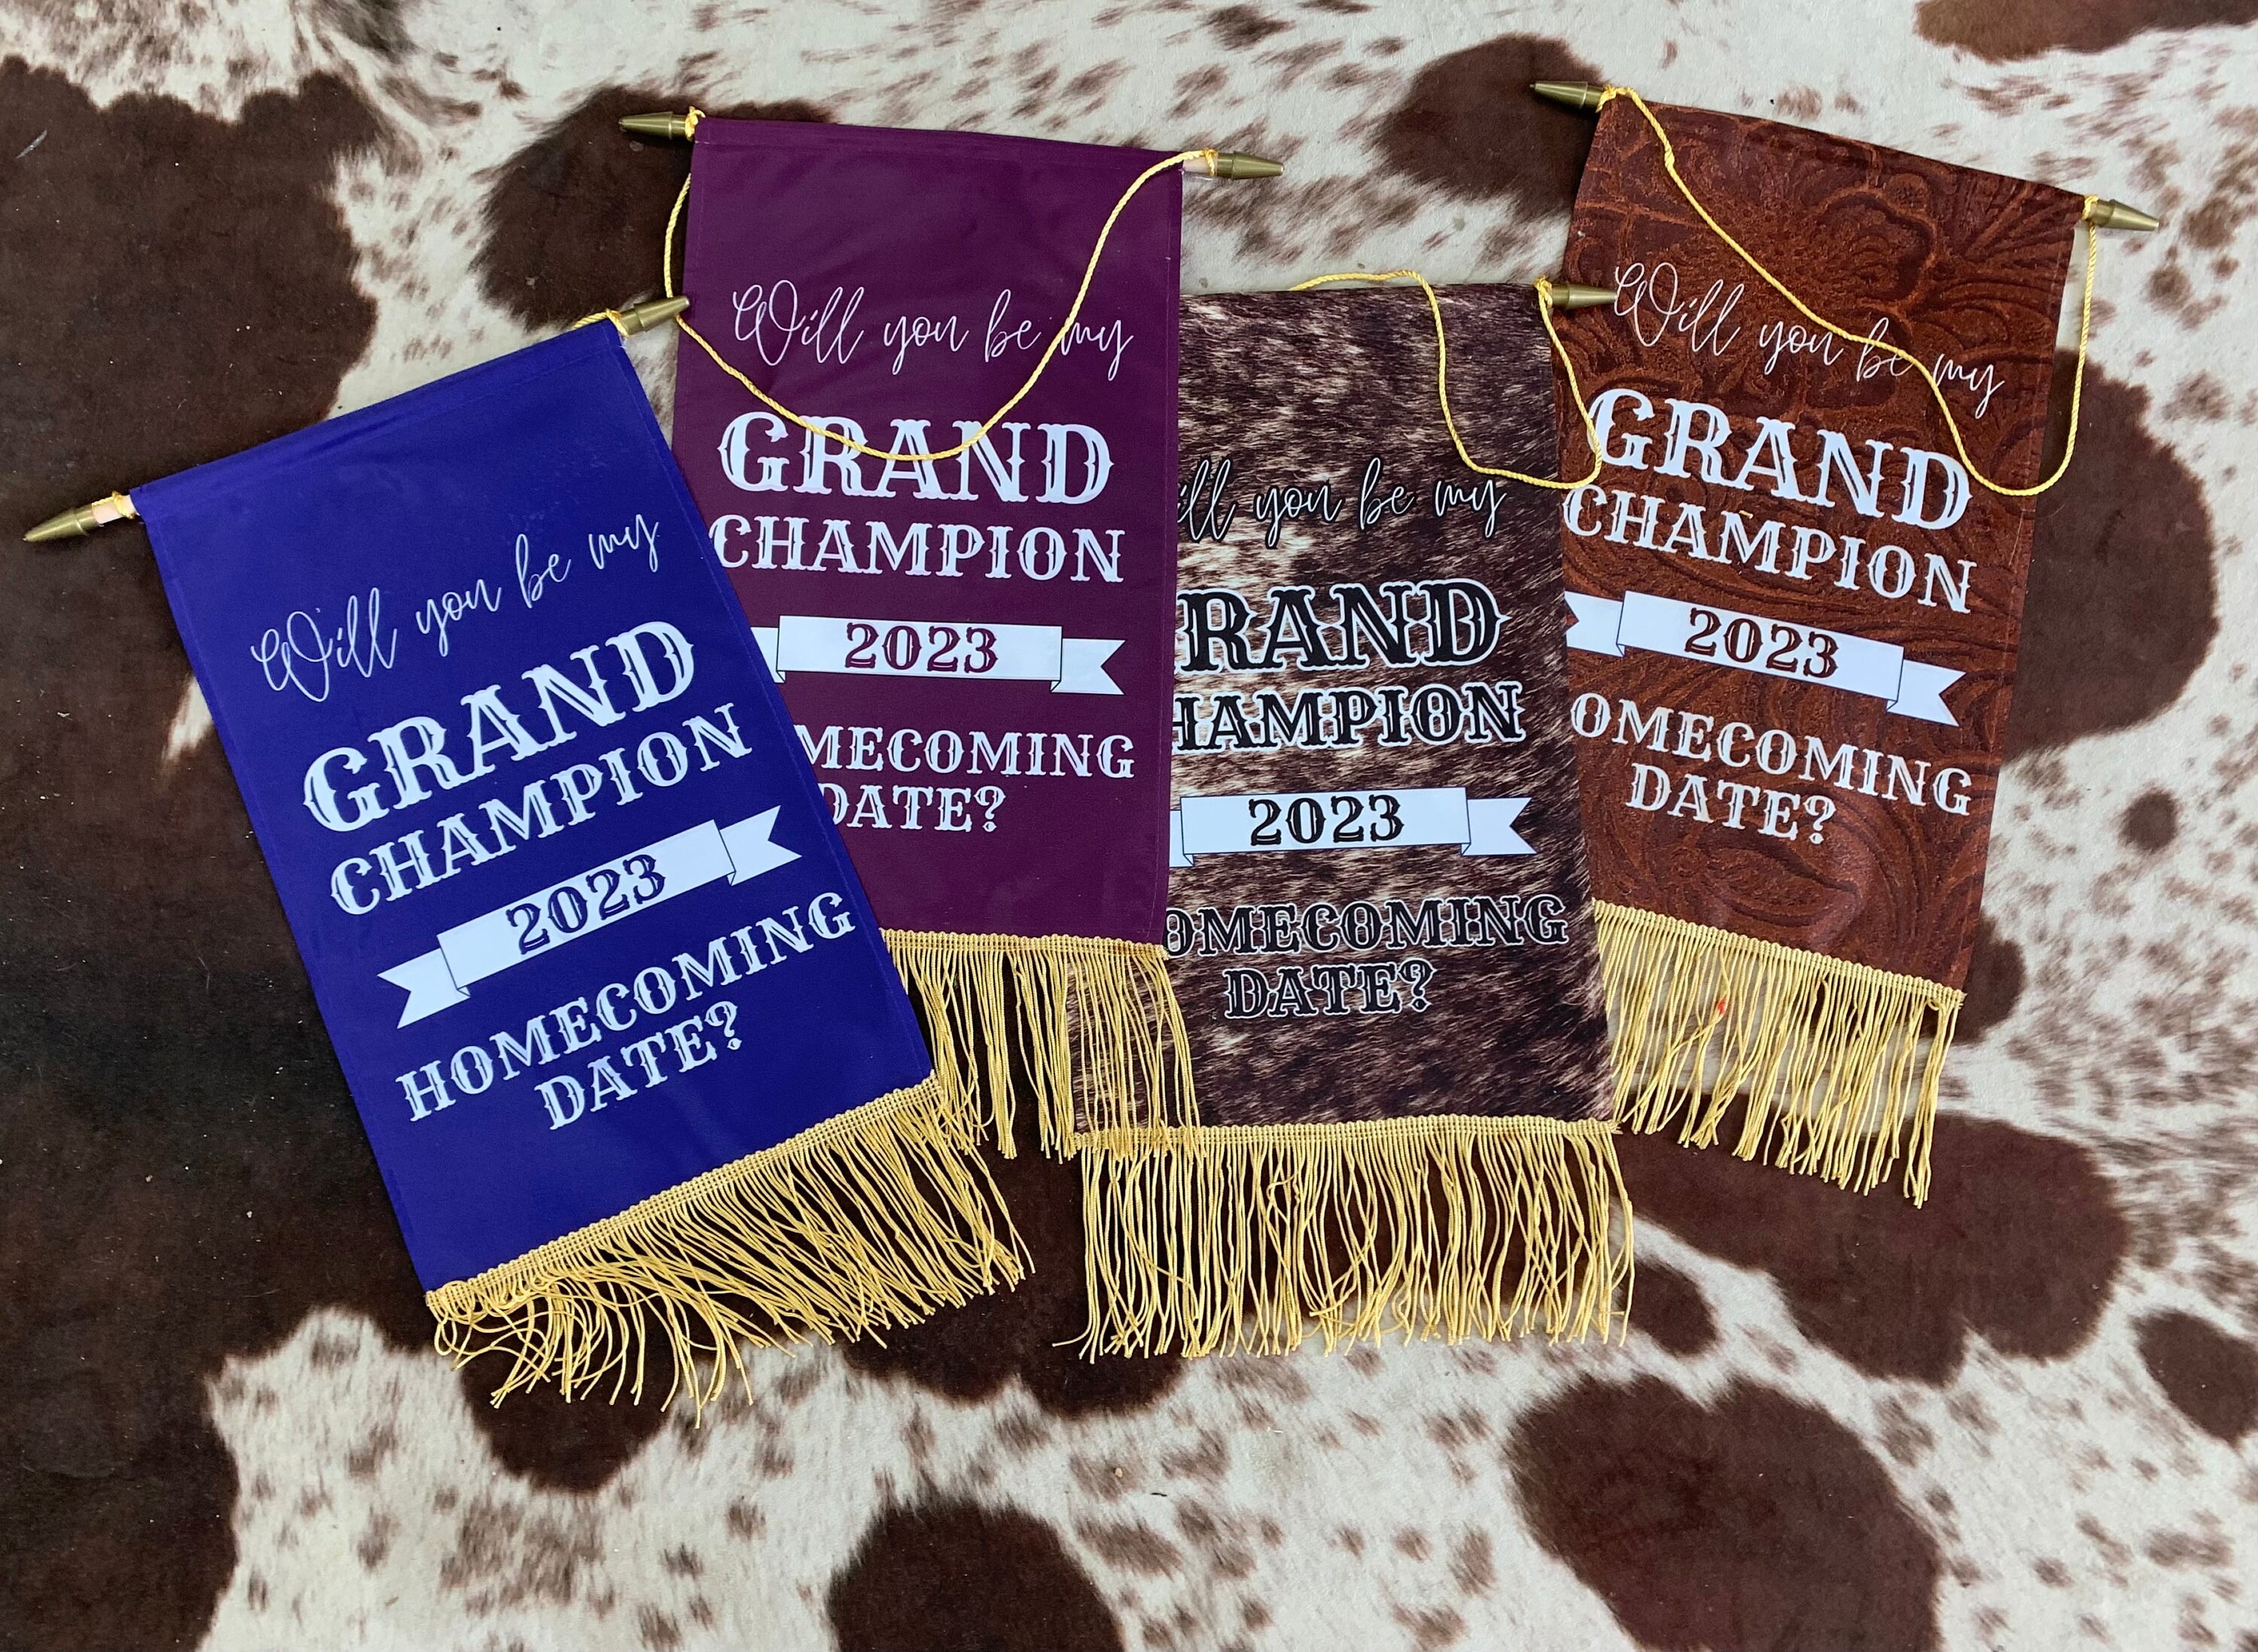 Will you be my
GRAND
CHAMPION
2023
HOMECOMING
DATE?
Will you be my
GRAND
CHAMPION
2023
MECOMING
DATE?
ill you be my
RAND
HAMPION
2023
OMECOMING
DATE?
Will you be my
GRAND
CHAMPION
2023
OMECOMING
DATE?